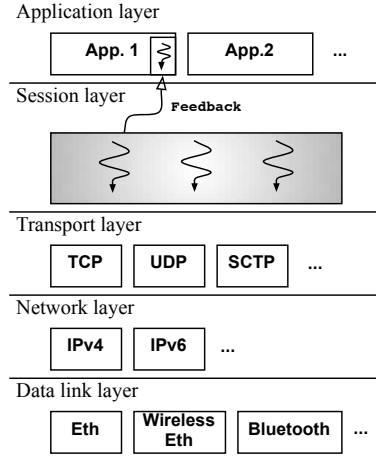 Application layer
App. 1 App.2 ...
Session layer
Feedback
Transport layer
TCP UDP SCTP ...
Network layer
IPv4 IPv6 ...
Data link layer
Eth Wireless Eth Bluetooth ...